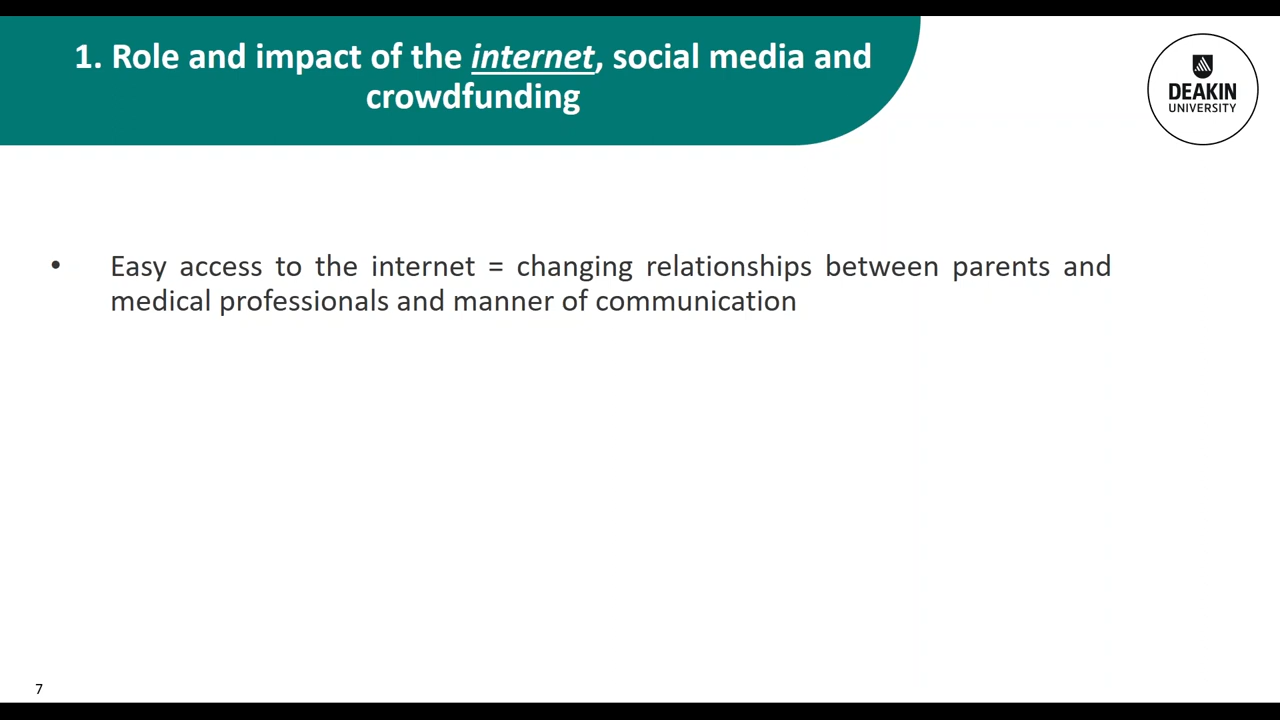 1. Role and impact of the internet, social media and
crowdfunding
DEAKIN
UNIVERSITY
• Easy access to the internet = changing relationships between parents and
medical professionals and manner of communication
7